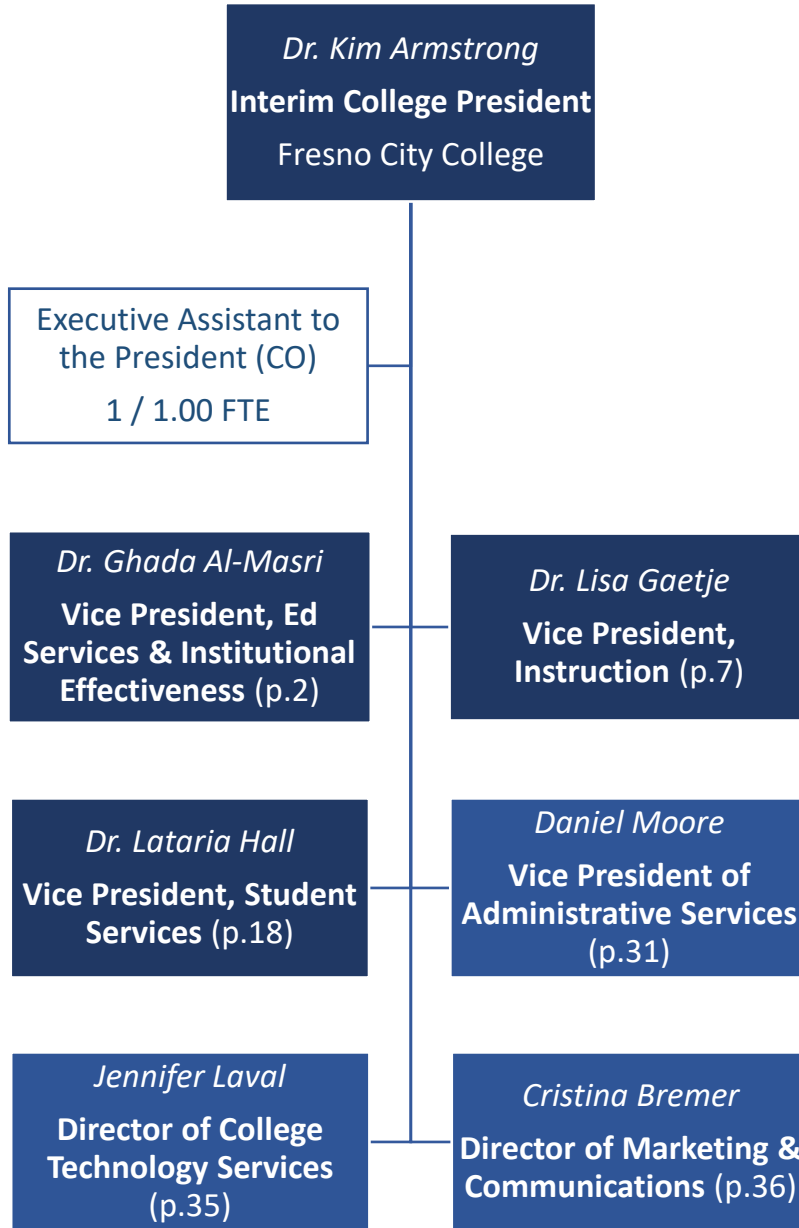 Dr. Kim Armstrong
Interim College President
Fresno City College
Executive Assistant to
the President (CO)
1 / 1.00 FTE
Dr. Ghada Al-Masri
Vice President, Ed
Services & Institutional
Effectiveness (p.2)
Dr. Lisa Gaetje
Vice President,
Instruction (p.7)
Dr. Lataria Hall
Vice President, Student
Services (p.18)
Daniel Moore
Vice President of
Administrative Services
(p.31)
Jennifer Laval
Director of College
Technology Services
(p.35)
Cristina Bremer
Director of Marketing &
Communications (p.36)